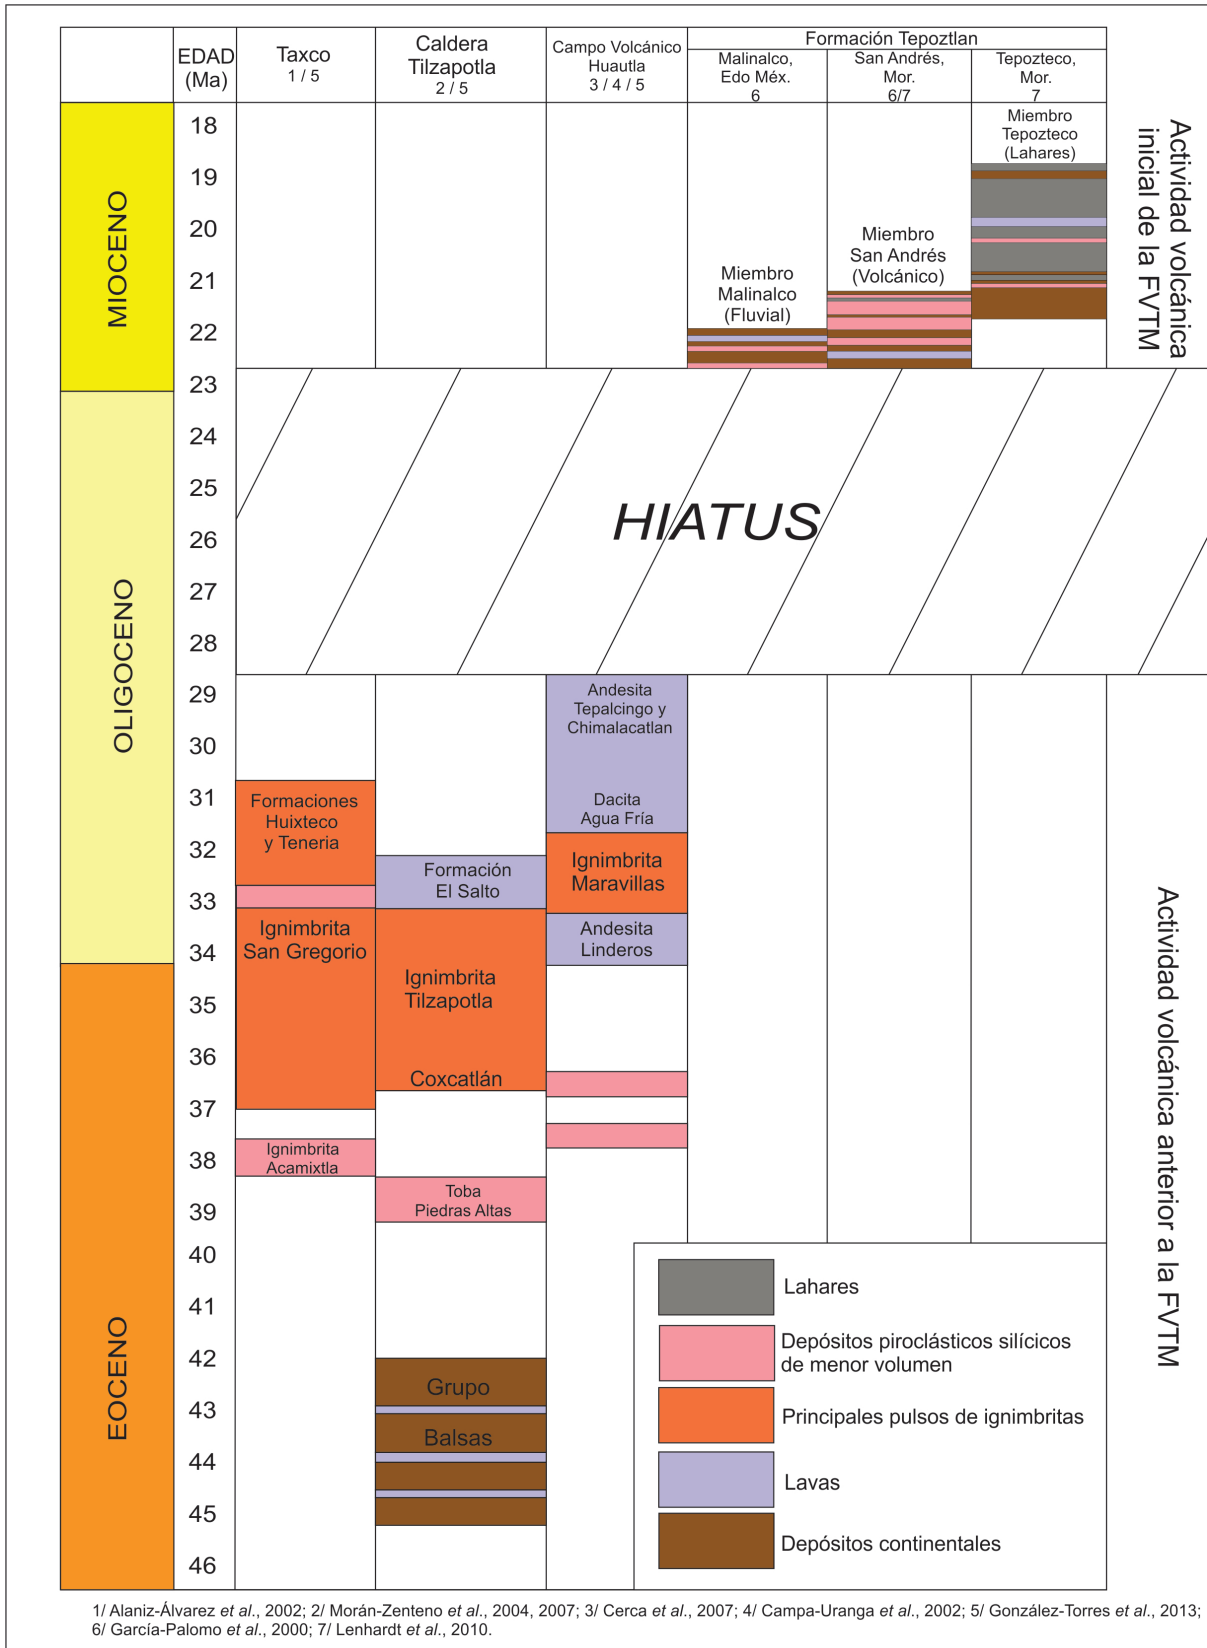 EDAD
(Ma)
Taxco
1 / 5
Caldera
Tilzapotla
2 / 5
Campo Volcánico
Huautla
3 / 4 / 5
Formación Tepoztlan
Malinalco,
Edo Méx.
6
San Andrés,
Mor.
6/7
Tepozteco,
Mor.
7
MIOCENO
OLIGOCENO
EOCENO
18
19
20
21
22
23
24
25
26
27
28
29
30
31
32
33
34
35
36
37
38
39
40
41
42
43
44
45
46
Miembro
Tepozteco
(Lahares)
Miembro
San Andrés
(Volcánico)
Miembro
Malinalco
(Fluvial)
Actividad volcánica
inicial de la FVTM
HIATUS
Andesita
Tepalcingo y
Chimalacatlan
Dacita
Agua Fría
Formaciones
Huixteco
y Teneria
Formación
El Salto
Ignimbrita
Maravillas
Ignimbrita
San Gregorio
Andesita
Linderos
Ignimbrita
Tilzapotla
Coxcatlán
Ignimbrita
Acamixtla
Toba
Piedras Altas
Grupo
Balsas
Actividad volcánica anterior a la FVTM
Lahares
Depósitos piroclásticos silícicos
de menor volumen
Principales pulsos de ignimbritas
Lavas
Depósitos continentales
1/ Alaniz-Álvarez et al., 2002; 2/ Morán-Zenteno et al., 2004, 2007; 3/ Cerca et al., 2007; 4/ Campa-Uranga et al., 2002; 5/ González-Torres et al., 2013;
6/ García-Palomo et al., 2000; 7/ Lenhardt et al., 2010.